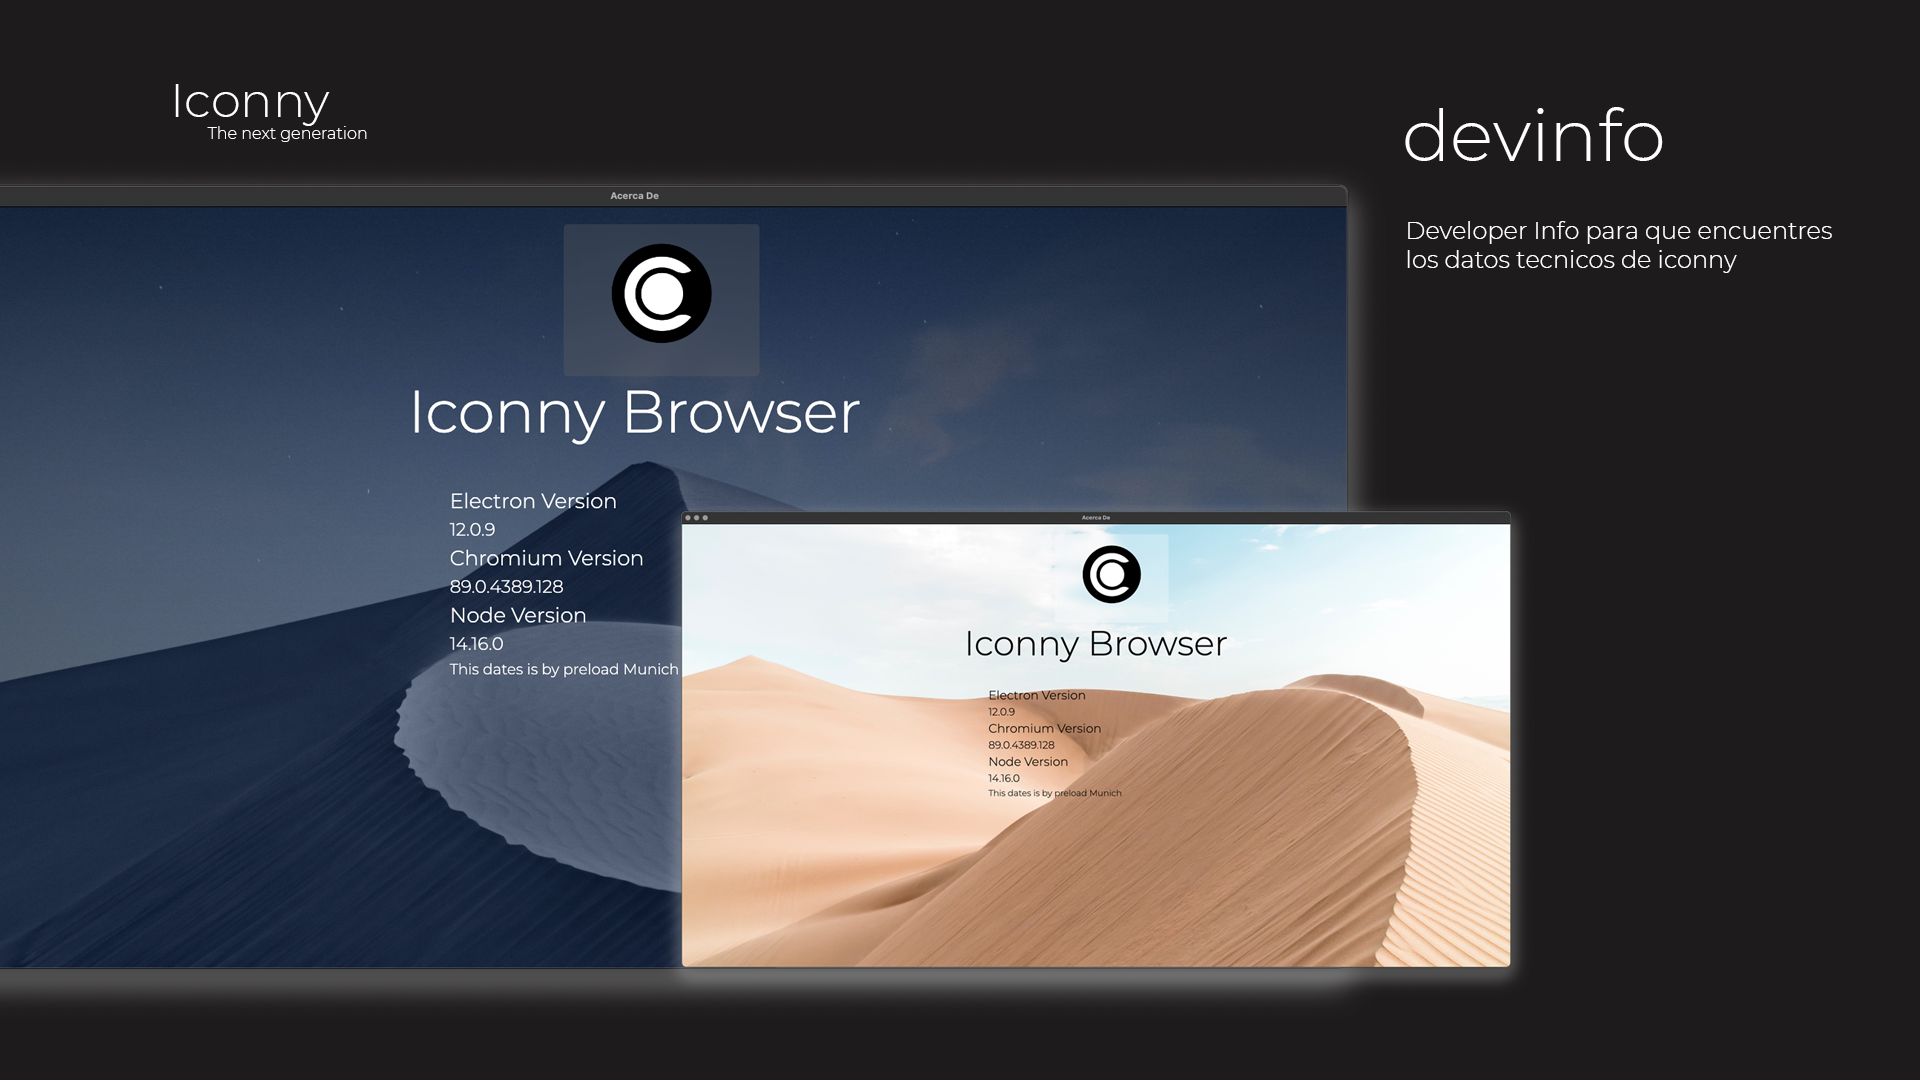 Iconny
The next generation
devinfo
Developer Info para que encuentres
los datos tecnicos de iconny
Acerca De
Iconny Browser
Electron Version
12.0.9
Chromium Version
89.0.4389.128
Node Version
14.16.0
This dates is by preload Munich
Acerca De
Iconny Browser
Electron Version
12.0.9
Chromium Version
89.0.4389.128
Node Version
14.16.0
This dates is by preload Munich